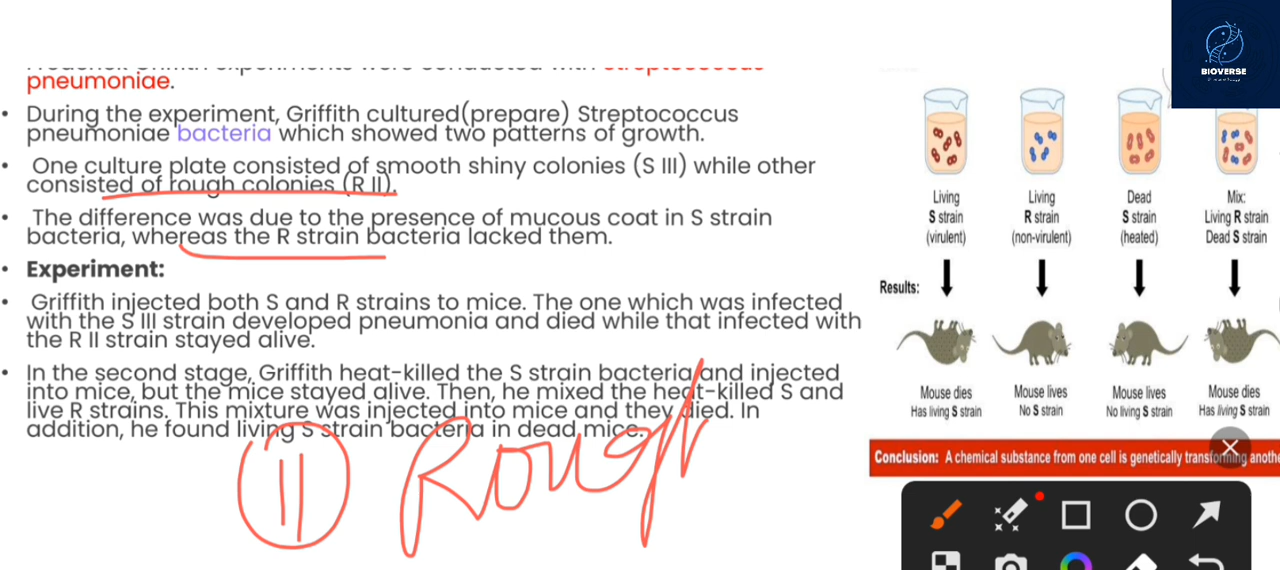 pneumoniae.
• During the experiment, Griffith cultured(prepare) Streptococcus
pneumoniae bacteria which showed two patterns of growth.
• One culture plate consisted of smooth shiny colonies (S III) while other
consisted of rough colonies (R II).
• The difference was due to the presence of mucous coat in S strain
bacteria, whereas the R strain bacteria lacked them.
• Experiment:
• Griffith injected both S and R strains to mice. The one which was infected
with the S III strain developed pneumonia and died while that infected with
the R II strain stayed alive.
• In the second stage, Griffith heat-killed the S strain bacteria and injected
into mice, but the mice stayed alive. Then, he mixed the heat-killed S and
live R strains. This mixture was injected into mice and they died. In
addition, he found living S strain bacteria in dead mice.
11 Rough
BIOVERSE
Living
S strain
(virulent)
Living
R strain
(non-virulent)
Dead
S strain
(heated)
Mix:
Living R strain
Dead S strain
Results:
Mouse dies
Has living S strain
Mouse lives
No S strain
Mouse lives
No living S strain
Mouse dies
Has living S strain
Conclusion: A chemical substance from one cell is genetically transforming